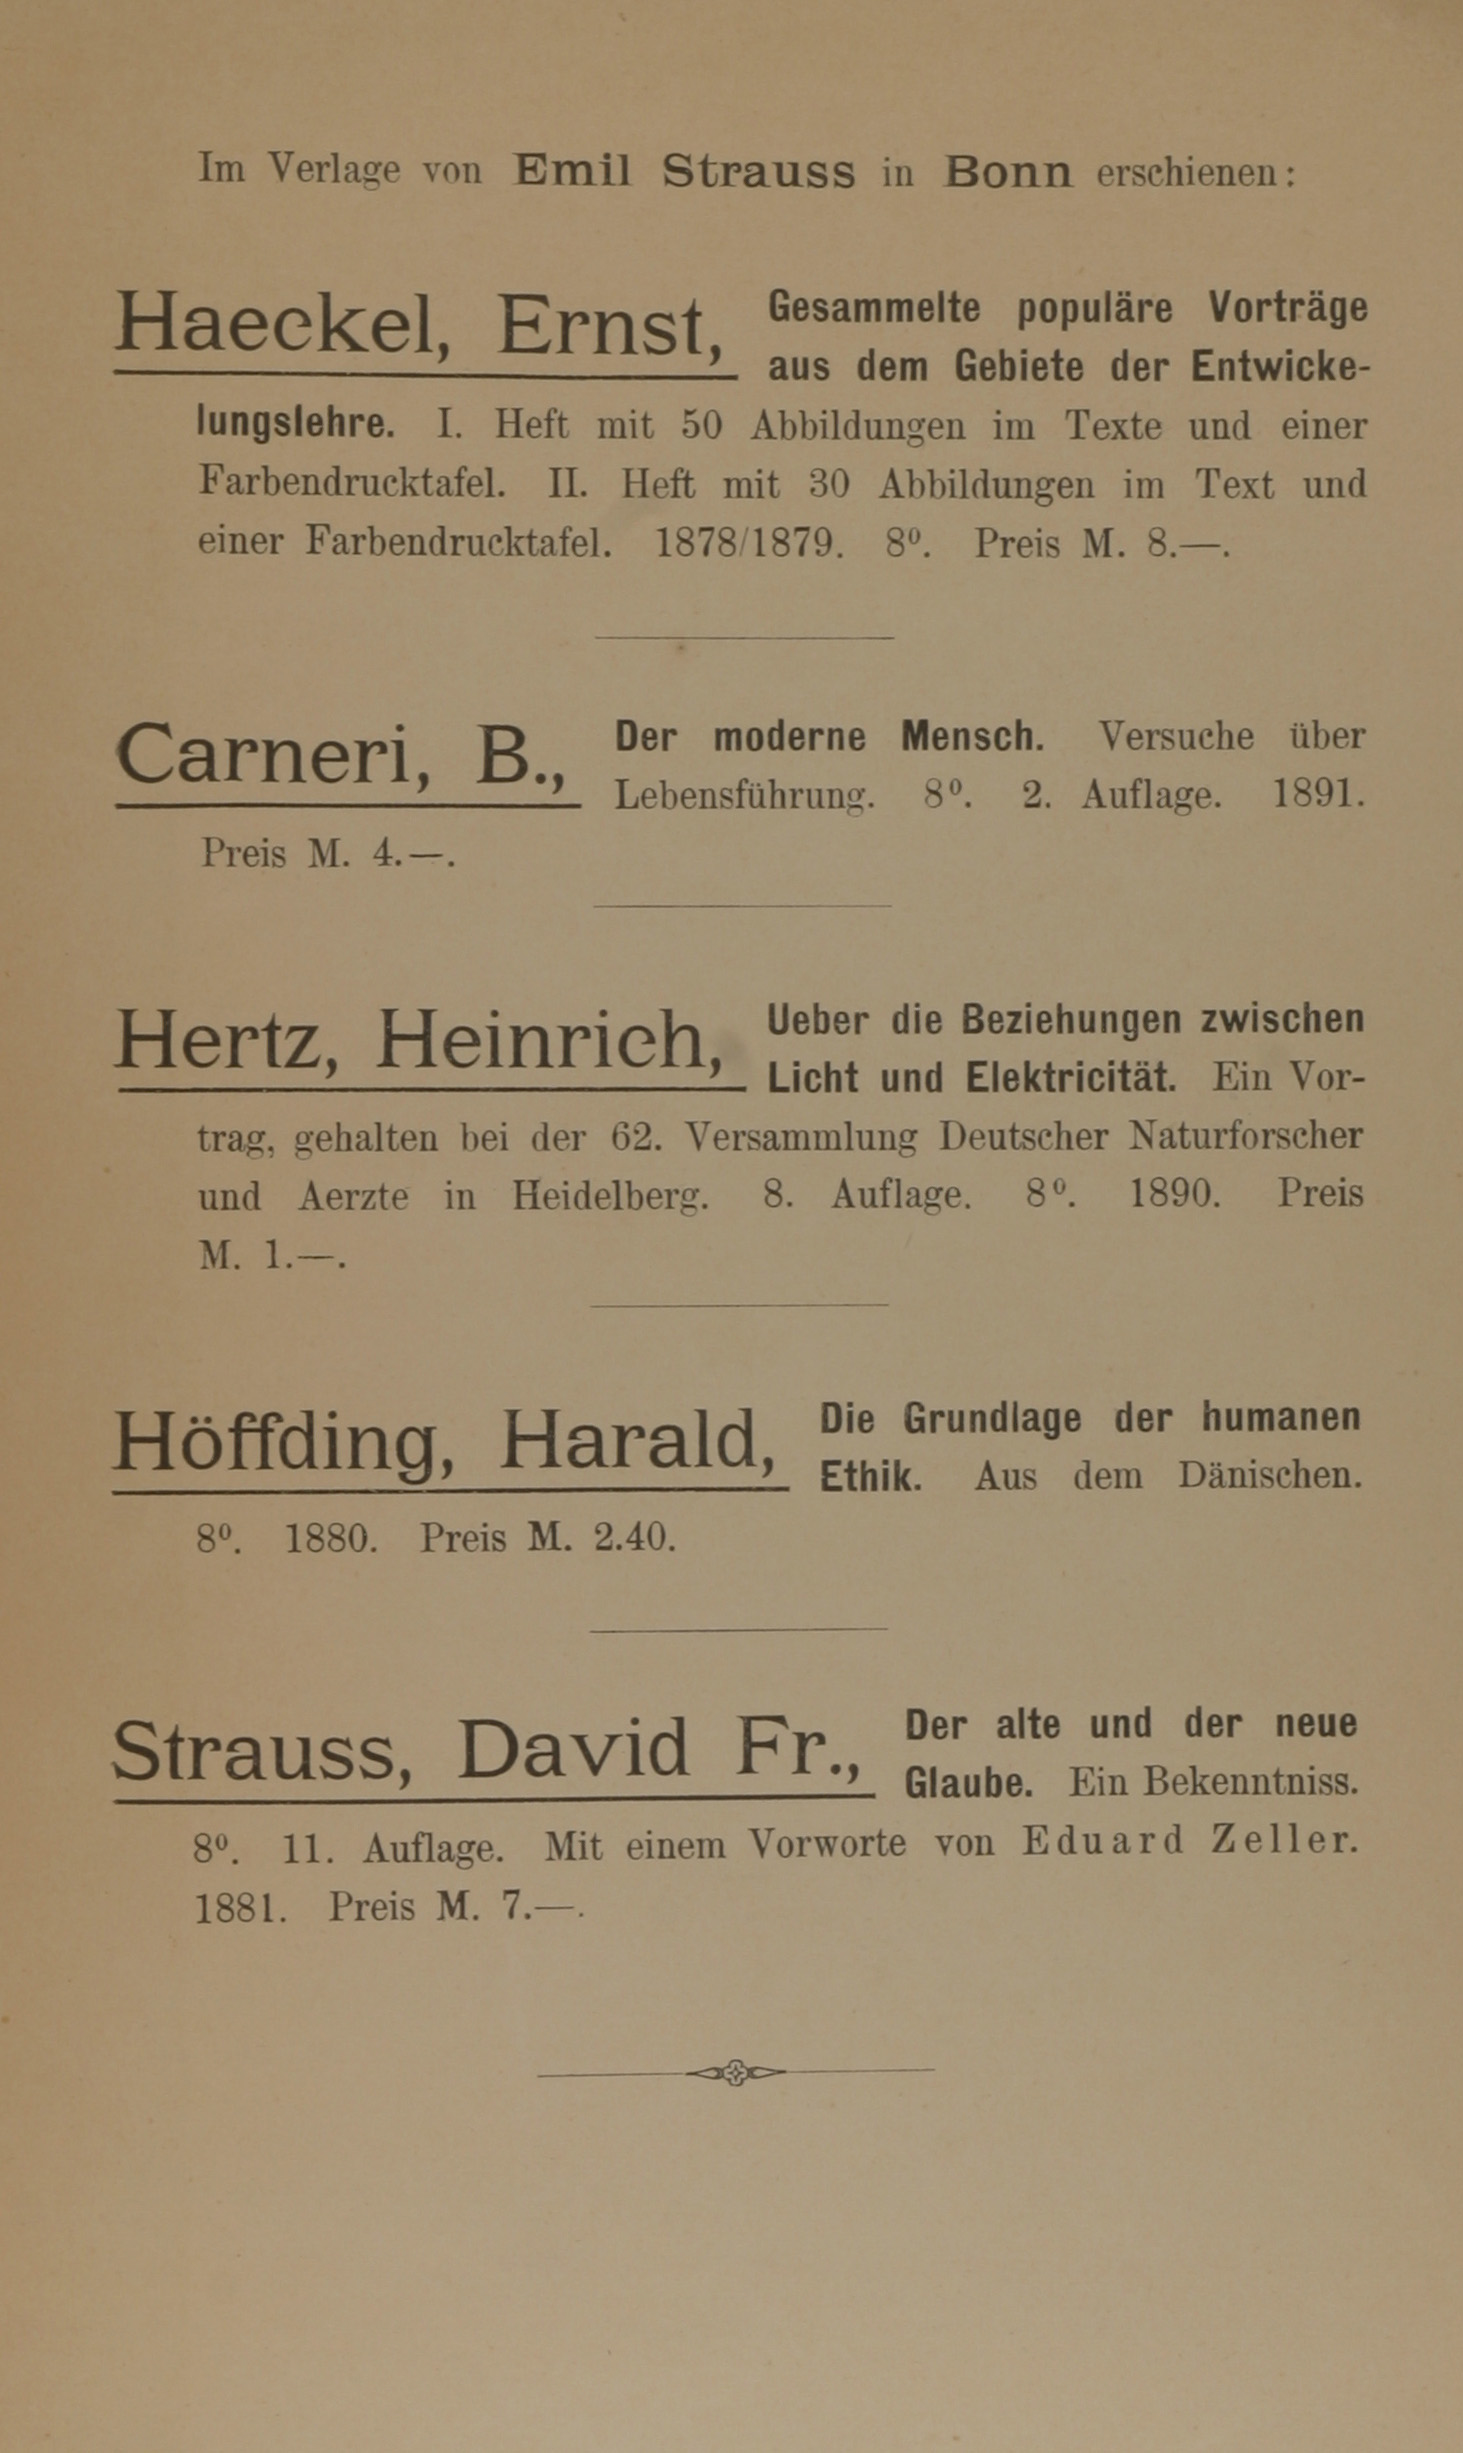 Im Verlage von Emil Strauss in Bonn erschienen:
Haeckel, Ernst, Gesammelte populäre Vorträge
aus dem Gebiete der Entwicke-
lungslehre. I. Heft mit 50 Abbildungen im Texte und einer
Farbendrucktafel. II. Heft mit 30 Abbildungen im Text und
einer Farbendrucktafel. 1878/1879. 8º. Preis M. 8.—.
Carneri, B., Der moderne Mensch. Versuche über
Lebensführung. 8º. 2. Auflage. 1891.
Preis M. 4.—.
Hertz, Heinrich, Ueber die Beziehungen zwischen
Licht und Elektricität. Ein Vor-
trag, gehalten bei der 62. Versammlung Deutscher Naturforscher
und Aerzte in Heidelberg. 8. Auflage. 8º. 1890. Preis
M. 1.—.
Höffding, Harald, Die Grundlage der humanen
Ethik. Aus dem Dänischen.
8º. 1880. Preis M. 2.40.
Strauss, David Fr., Der alte und der neue
Glaube. Ein Bekenntniss.
8º. 11. Auflage. Mit einem Vorworte von Eduard Zeller.
1881. Preis M. 7.—.